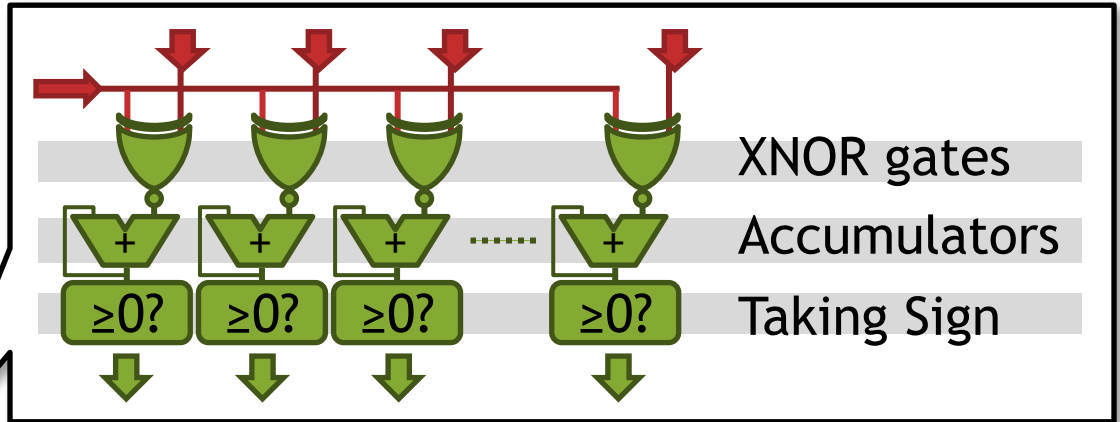 XNOR gates
+ + + + Accumulators
≥0? ≥0? ≥0? ≥0? Taking Sign